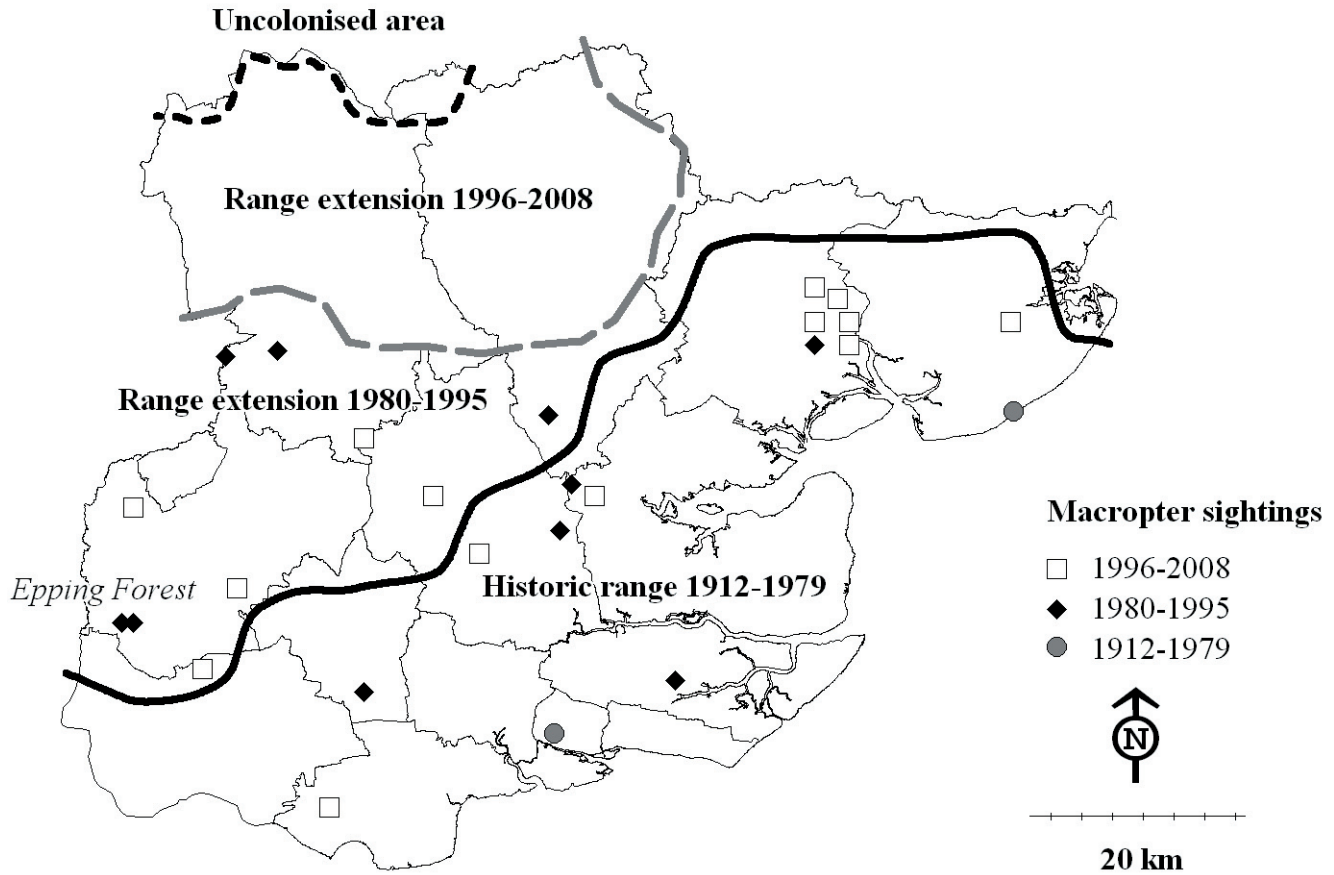 Uncolonised area
Range extension 1996-2008
Range extension 1980-1995
Epping Forest
Historic range 1912-1979
Macropter sightings
1996-2008
1980-1995
1912-1979
N
20 km